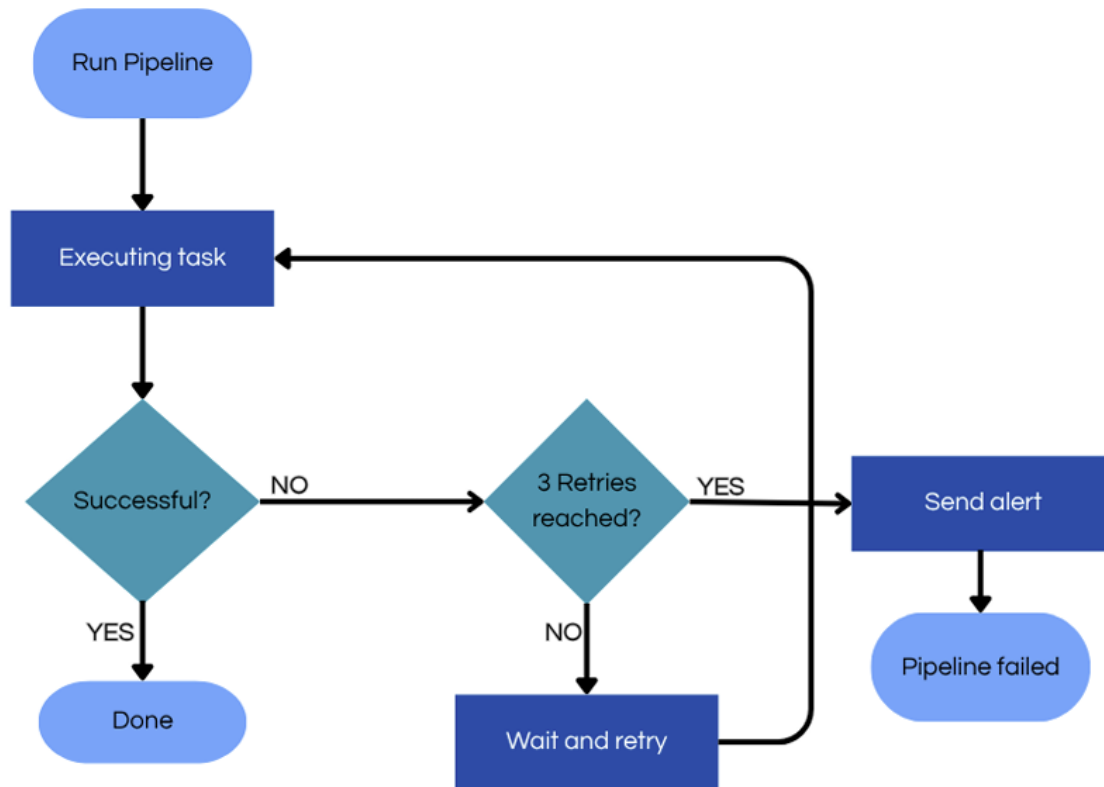 Run Pipeline
Executing task
Successful?
NO
3 Retries
reached?
YES
Send alert
YES
NO
Pipeline failed
Done
Wait and retry